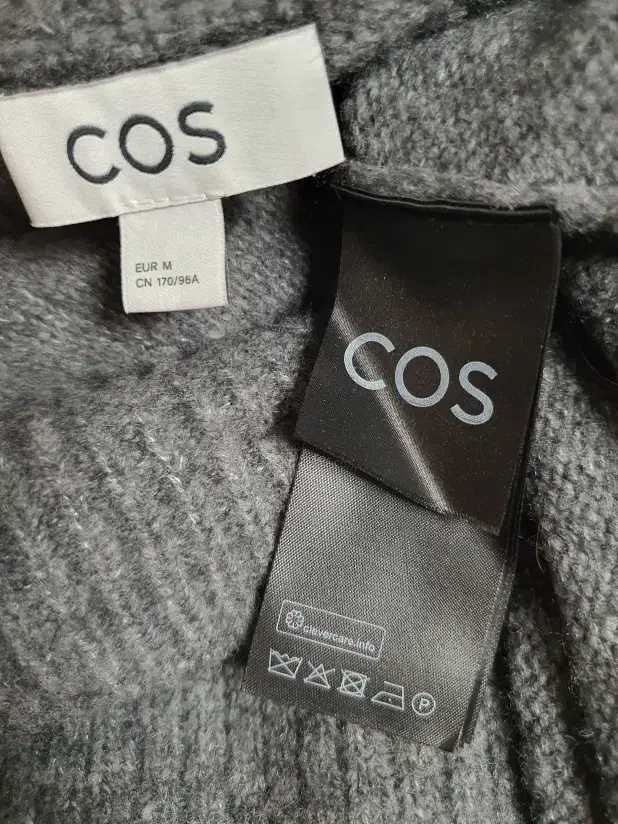 COS
EUR M
CN 170/96A
COS
clevercare.info
P